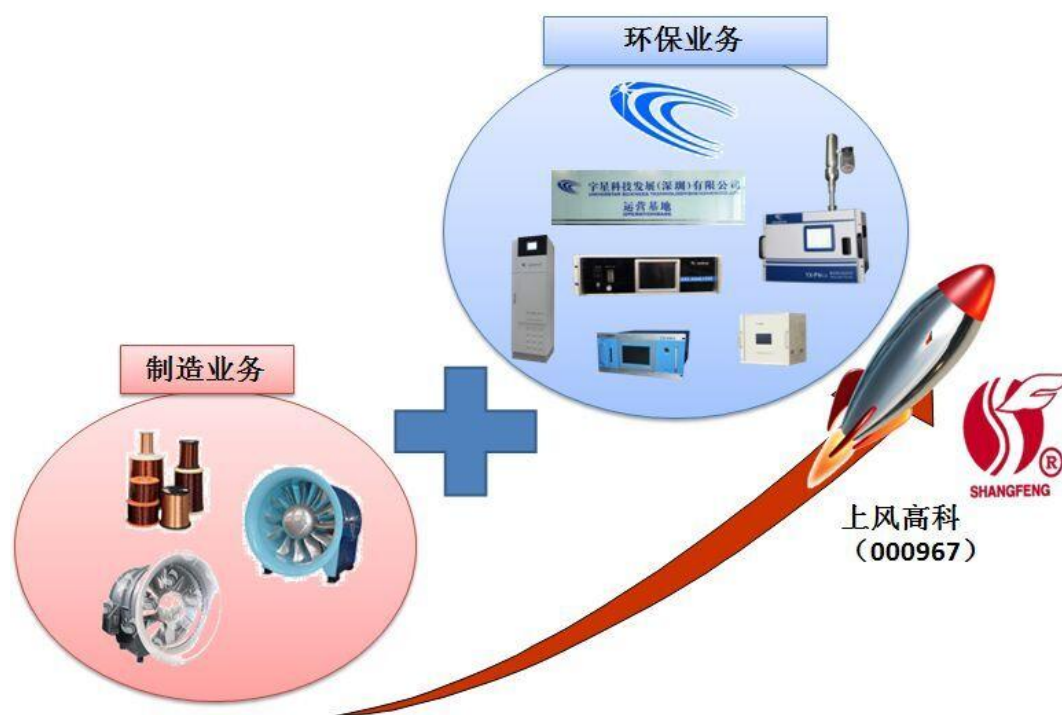 环保业务
宇星科技发展(深圳)有限公司
运营基地
OPERATIONBASE
制造业务
SHANGFENG
®
上风高科
（000967）